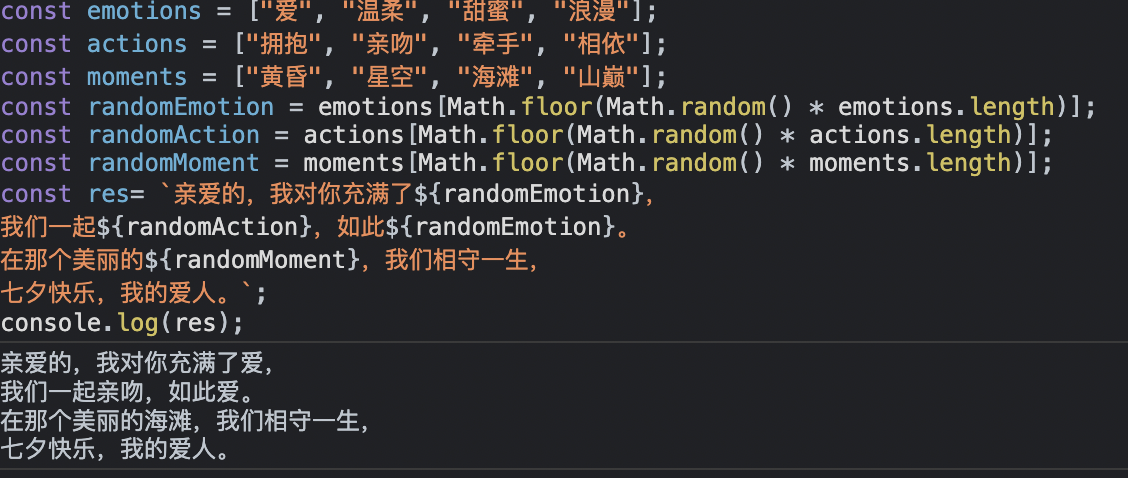 const emotions = ["爱", "温柔", "甜蜜", "浪漫"];
const actions = ["拥抱", "亲吻", "牵手", "相依"];
const moments = ["黄昏", "星空", "海滩", "山巅"];
const randomEmotion = emotions[Math.floor(Math.random() * emotions.length)];
const randomAction = actions[Math.floor(Math.random() * actions.length)];
const randomMoment = moments[Math.floor(Math.random() * moments.length)];
const res= `亲爱的，我对你充满了${randomEmotion}，
我们一起${randomAction}，如此${randomEmotion}。
在那个美丽的${randomMoment}，我们相守一生，
七夕快乐，我的爱人。`;
console.log(res);
亲爱的，我对你充满了爱，
我们一起亲吻，如此爱。
在那个美丽的海滩，我们相守一生，
七夕快乐，我的爱人。